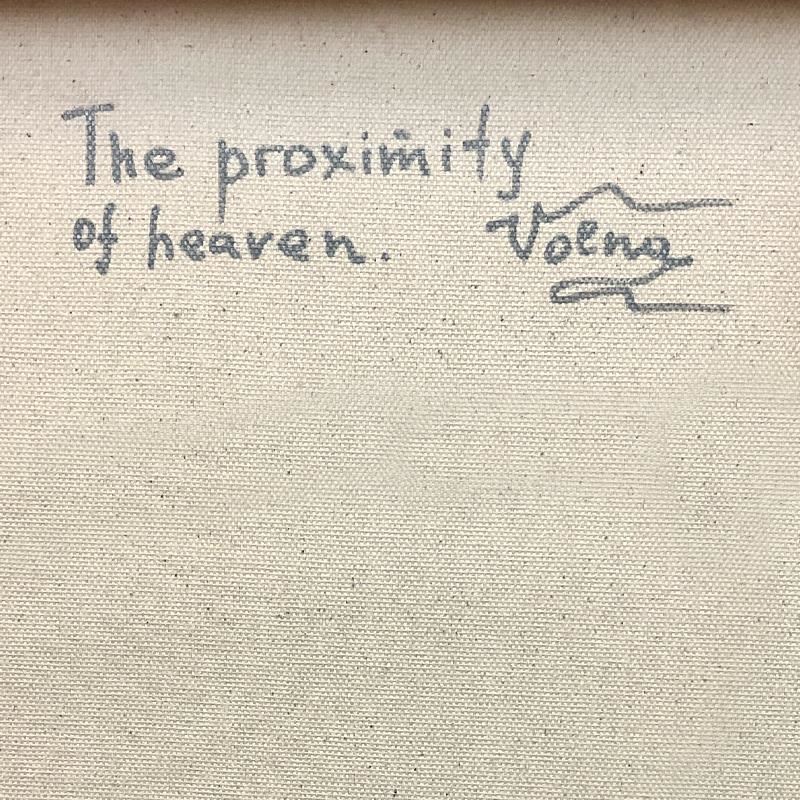 The proximity
of heaven. Volna